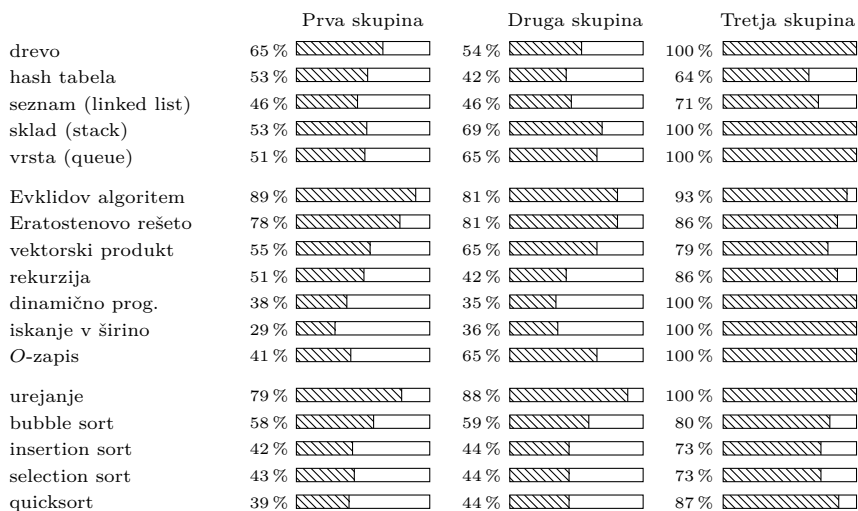 Prva skupina Druga skupina Tretja skupina
drevo 65 % 54 % 100 %
hash tabela 53 % 42 % 64 %
seznam (linked list) 46 % 46 % 71 %
sklad (stack) 53 % 69 % 100 %
vrsta (queue) 51 % 65 % 100 %
Evklidov algoritem 89 % 81 % 93 %
Eratostenovo rešeto 78 % 81 % 86 %
vektorski produkt 55 % 65 % 79 %
rekurzija 51 % 42 % 86 %
dinamično prog. 38 % 35 % 100 %
iskanje v širino 29 % 36 % 100 %
O-zapis 41 % 65 % 100 %
urejanje 79 % 88 % 100 %
bubble sort 58 % 59 % 80 %
insertion sort 42 % 44 % 73 %
selection sort 43 % 44 % 73 %
quicksort 39 % 44 % 87 %